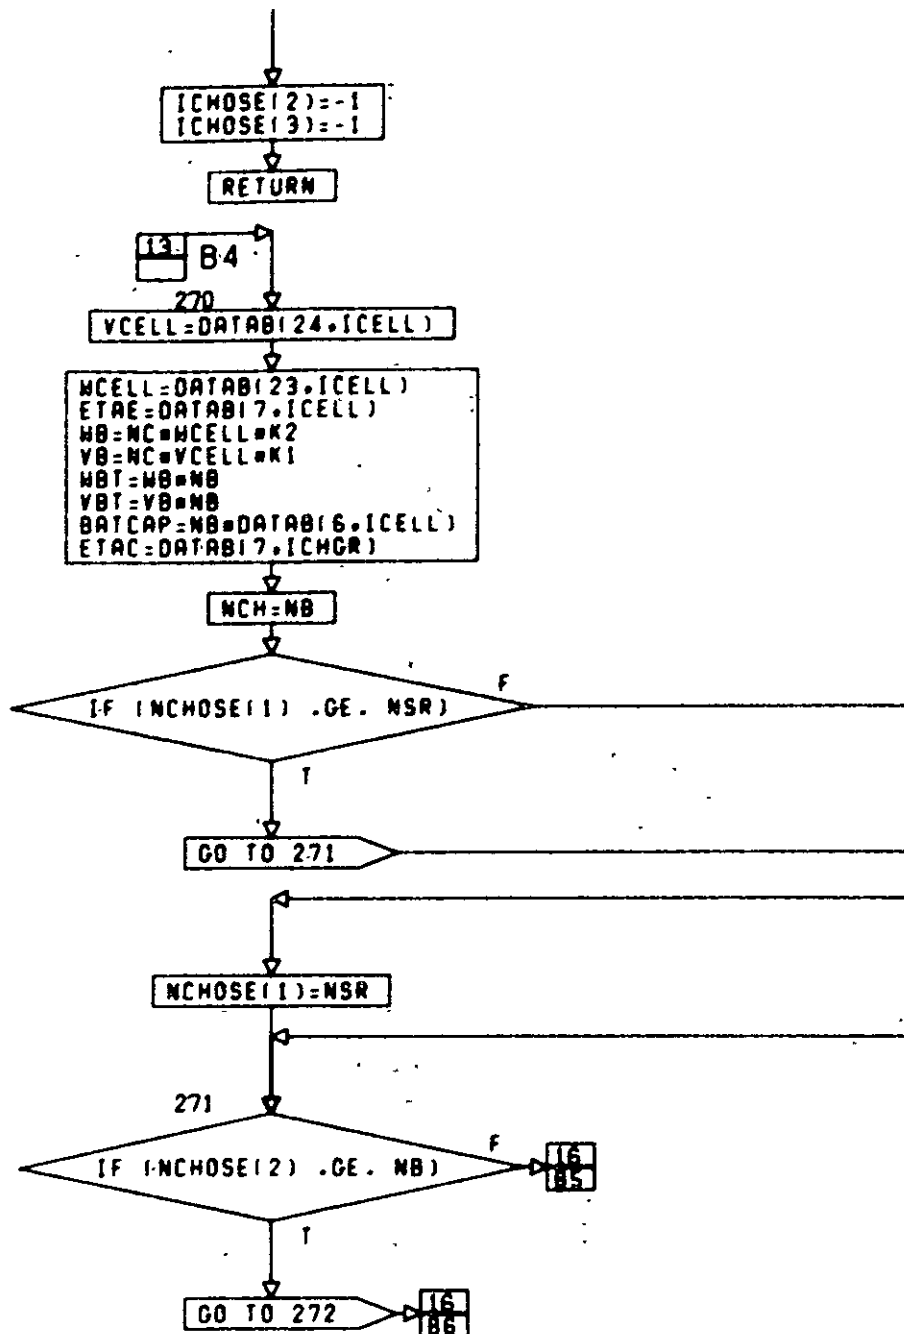 ICHOSE(2)=-1
ICHOSE(3)=-1
RETURN
13
B4
270
VCELL=DATAB(24,ICELL)
WCELL=DATAB(23,ICELL)
ETAE=DATAB(7,ICELL)
WB=NC*WCELL*K2
VB=NC*VCELL*K1
WBT=WB*NB
VBT=VB*NB
BATCAP=NB*DATAB(6,ICELL)
ETAC=DATAB(7,ICHGR)
NCH=NB
F
IF (NCHOSE(1) .GE. NSR)
T
GO TO 271
NCHOSE(1)=NSR
271
F
IF (NCHOSE(2) .GE. NB)
16
B5
T
GO TO 272
16
B6